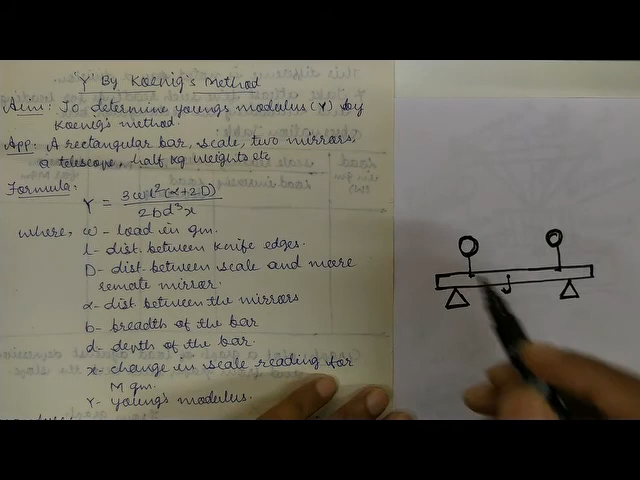 'Y' By Koenig's Method
Aim: To determine youngs modulus (Y) by
Koenig's method.
App: A rectangular bar, scale, two mirrors,
a telescope, half kg weights etc
Formula:
Y = 3ωl²(α+2D) / 2bd³x
where, ω - load in gm.
l - dist. between knife edges.
D - dist. between scale and more
remote mirror.
α - dist between the mirrors
b - breadth of the bar
d - depth of the bar.
x - change in scale reading for
M gm.
Y - young's modulus.